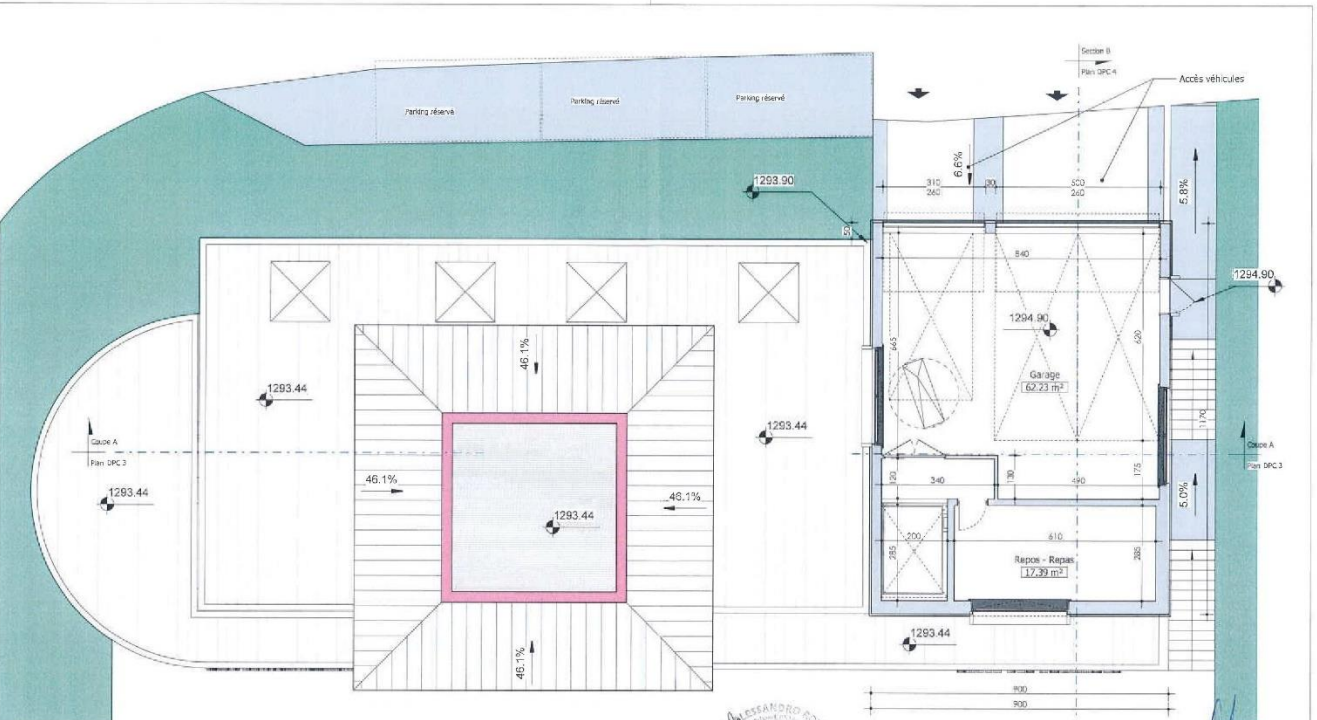 Section B
Plan DPC 4
Accès véhicules
Parking réservé
Parking réservé
Parking réservé
6.6%
5.8%
1293.90
310
260
30
500
260
50
840
1294.90
1294.90
665
620
Garage
62.23 m²
46.1%
1293.44
1293.44
1170
Coupe A
Plan DPC 3
Coupe A
Plan DPC 3
46.1%
46.1%
1293.44
1293.44
120
340
130
490
175
5.0%
200
610
285
285
Repos - Repas
17.39 m²
1293.44
46.1%
900
900